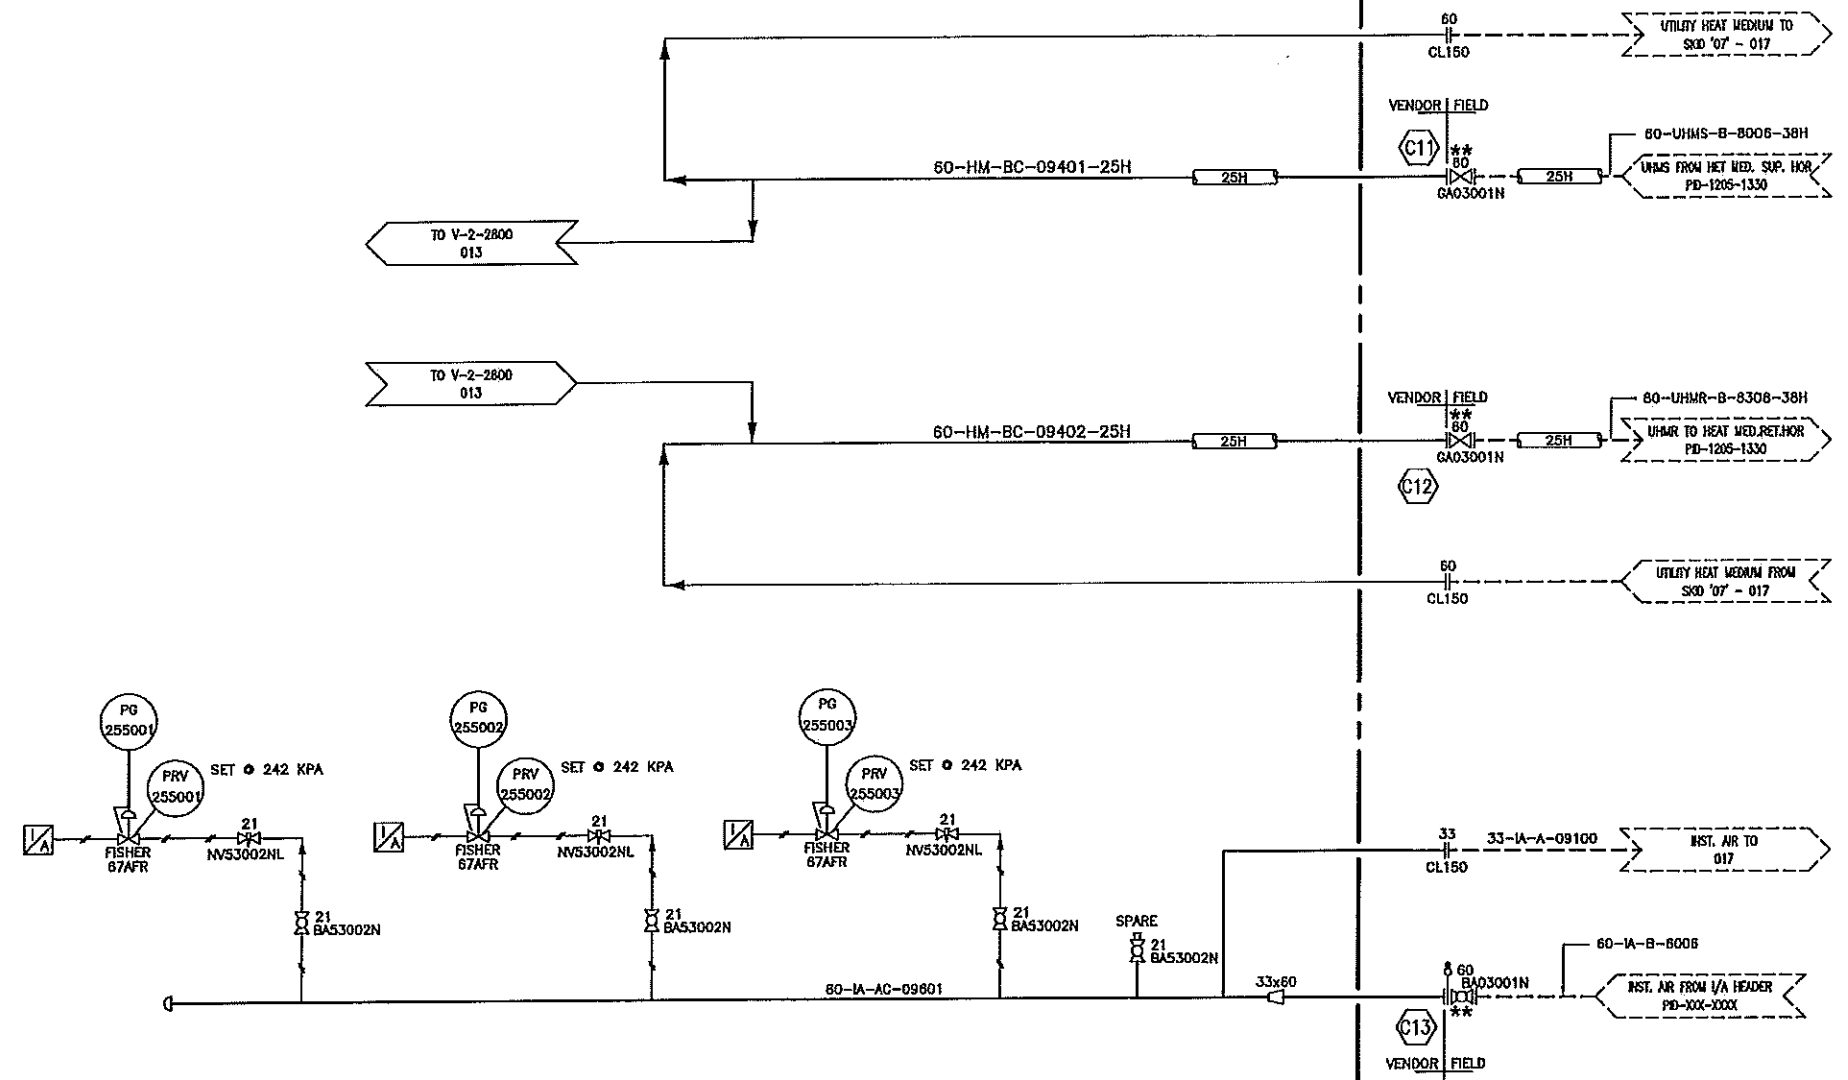 60
CL150
UTILITY HEAT MEDIUM TO
SKID '07' - 017
VENDOR FIELD
C11
**
80
GA03001N
60-HM-BC-09401-25H
25H
25H
60-UHMS-B-8006-38H
UHMS FROM HET MED. SUP. HDR
PID-1205-1330
TO V-2-2800
013
TO V-2-2800
013
VENDOR FIELD
**
60
GA03001N
60-HM-BC-09402-25H
25H
25H
60-UHMR-B-8306-38H
UHMR TO HEAT MED.RET.HDR
PID-1205-1330
C12
60
CL150
UTILITY HEAT MEDIUM FROM
SKID '07' - 017
PG
255001
PRV
255001
SET @ 242 KPA
I/A
FISHER
67AFR
21
NV53002NL
21
BA53002N
PG
255002
PRV
255002
SET @ 242 KPA
I/A
FISHER
67AFR
21
NV53002NL
21
BA53002N
PG
255003
PRV
255003
SET @ 242 KPA
I/A
FISHER
67AFR
21
NV53002NL
21
BA53002N
SPARE
21
BA53002N
33
CL150
33-IA-A-09100
INST. AIR TO
017
60-IA-AC-09601
33x60
60
BA03001N
**
60-IA-B-6006
INST. AIR FROM I/A HEADER
PID-XXX-XXXX
C13
VENDOR FIELD